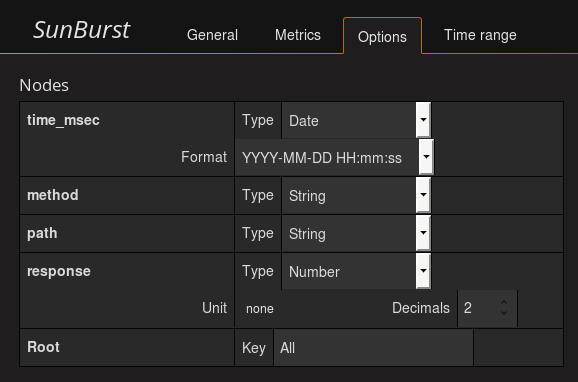 SunBurst General Metrics Options Time range
Nodes
time_msec Type Date
Format YYYY-MM-DD HH:mm:ss
method Type String
path Type String
response Type Number
Unit none Decimals 2
Root Key All